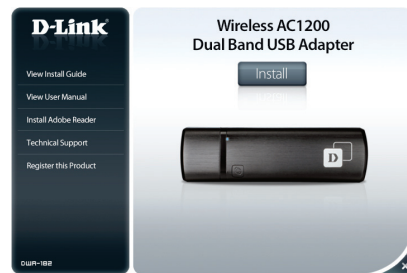 D-Link
View Install Guide
View User Manual
Install Adobe Reader
Technical Support
Register this Product
DWA-182
Wireless AC1200
Dual Band USB Adapter
Install
D